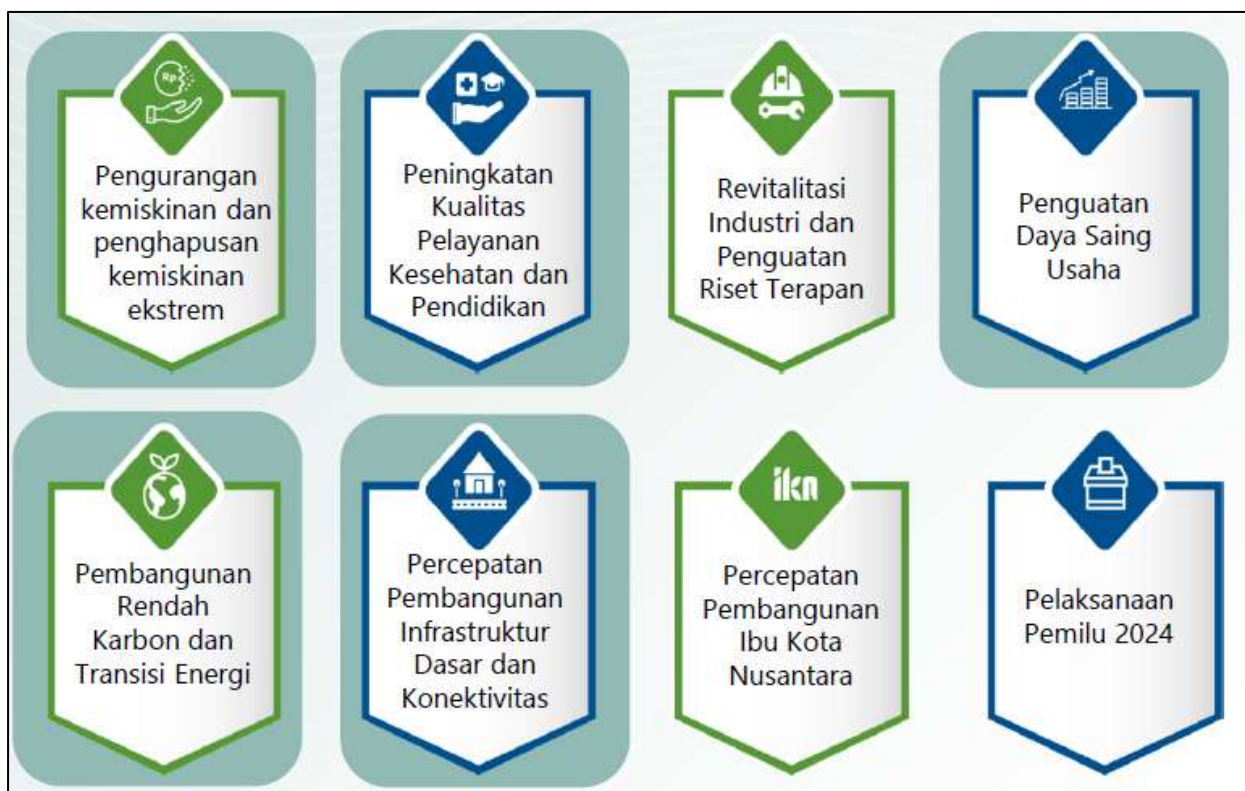 Rp
Pengurangan
kemiskinan dan
penghapusan
kemiskinan
ekstrem
Peningkatan
Kualitas
Pelayanan
Kesehatan dan
Pendidikan
Revitalitasi
Industri dan
Penguatan
Riset Terapan
Penguatan
Daya Saing
Usaha
Pembangunan
Rendah
Karbon dan
Transisi Energi
Percepatan
Pembangunan
Infrastruktur
Dasar dan
Konektivitas
ikn
Percepatan
Pembangunan
Ibu Kota
Nusantara
Pelaksanaan
Pemilu 2024